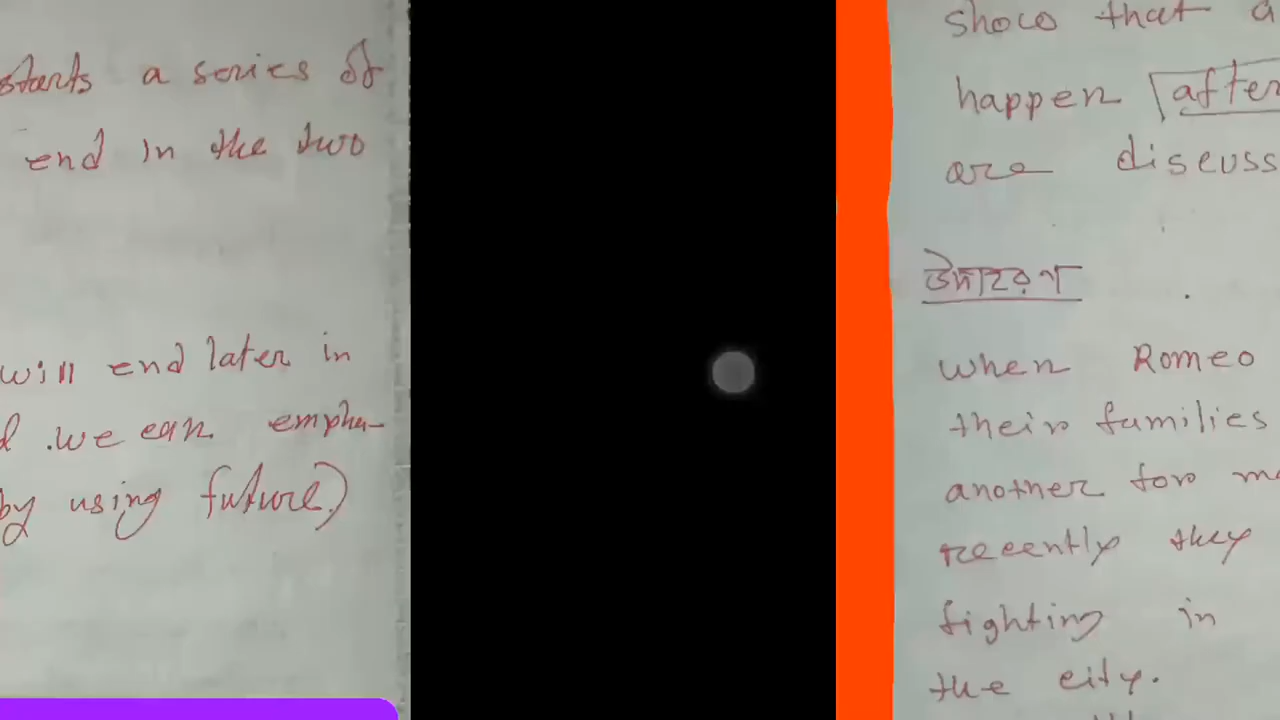 starts a series of
end in the two
will end later in
we can empha-
by using future)
show that a
happen after
are discuss
উদাহরণ
when Romeo
their families
another for mo
recently they
fighting in
the city.